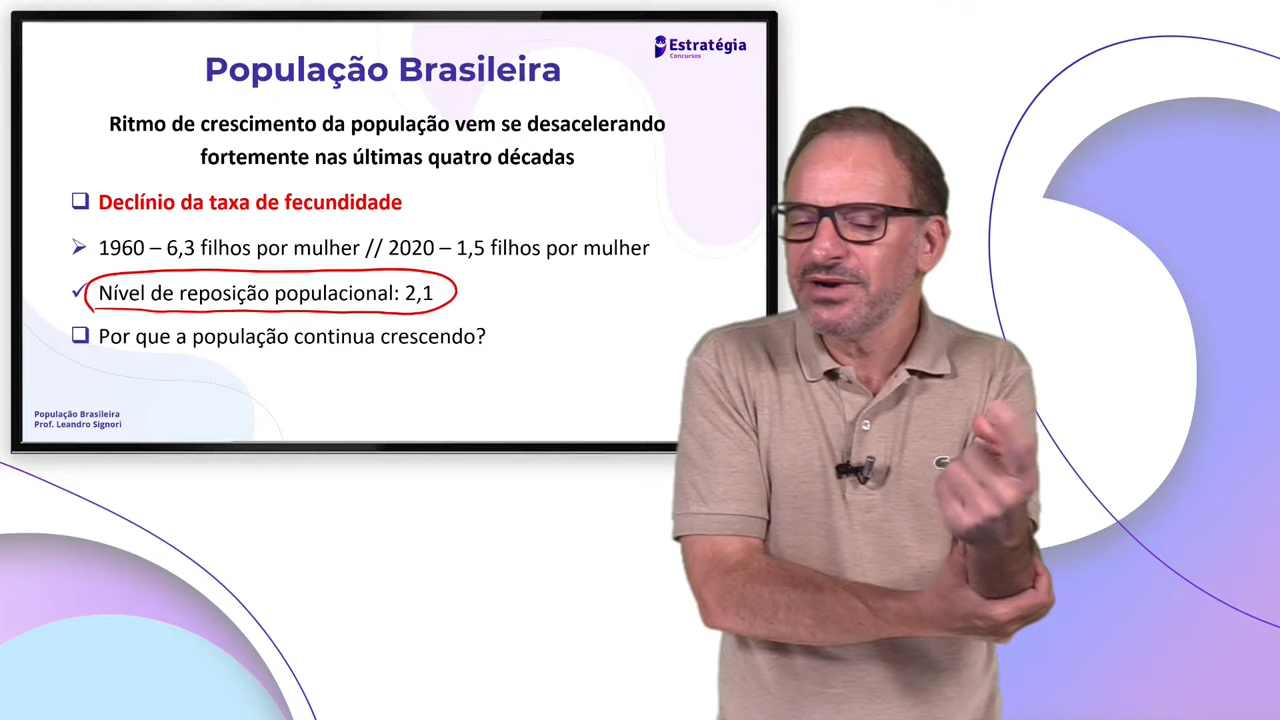 Estratégia
Concursos
População Brasileira
Ritmo de crescimento da população vem se desacelerando
fortemente nas últimas quatro décadas
Declínio da taxa de fecundidade
1960 – 6,3 filhos por mulher // 2020 – 1,5 filhos por mulher
Nível de reposição populacional: 2,1
Por que a população continua crescendo?
População Brasileira
Prof. Leandro Signori